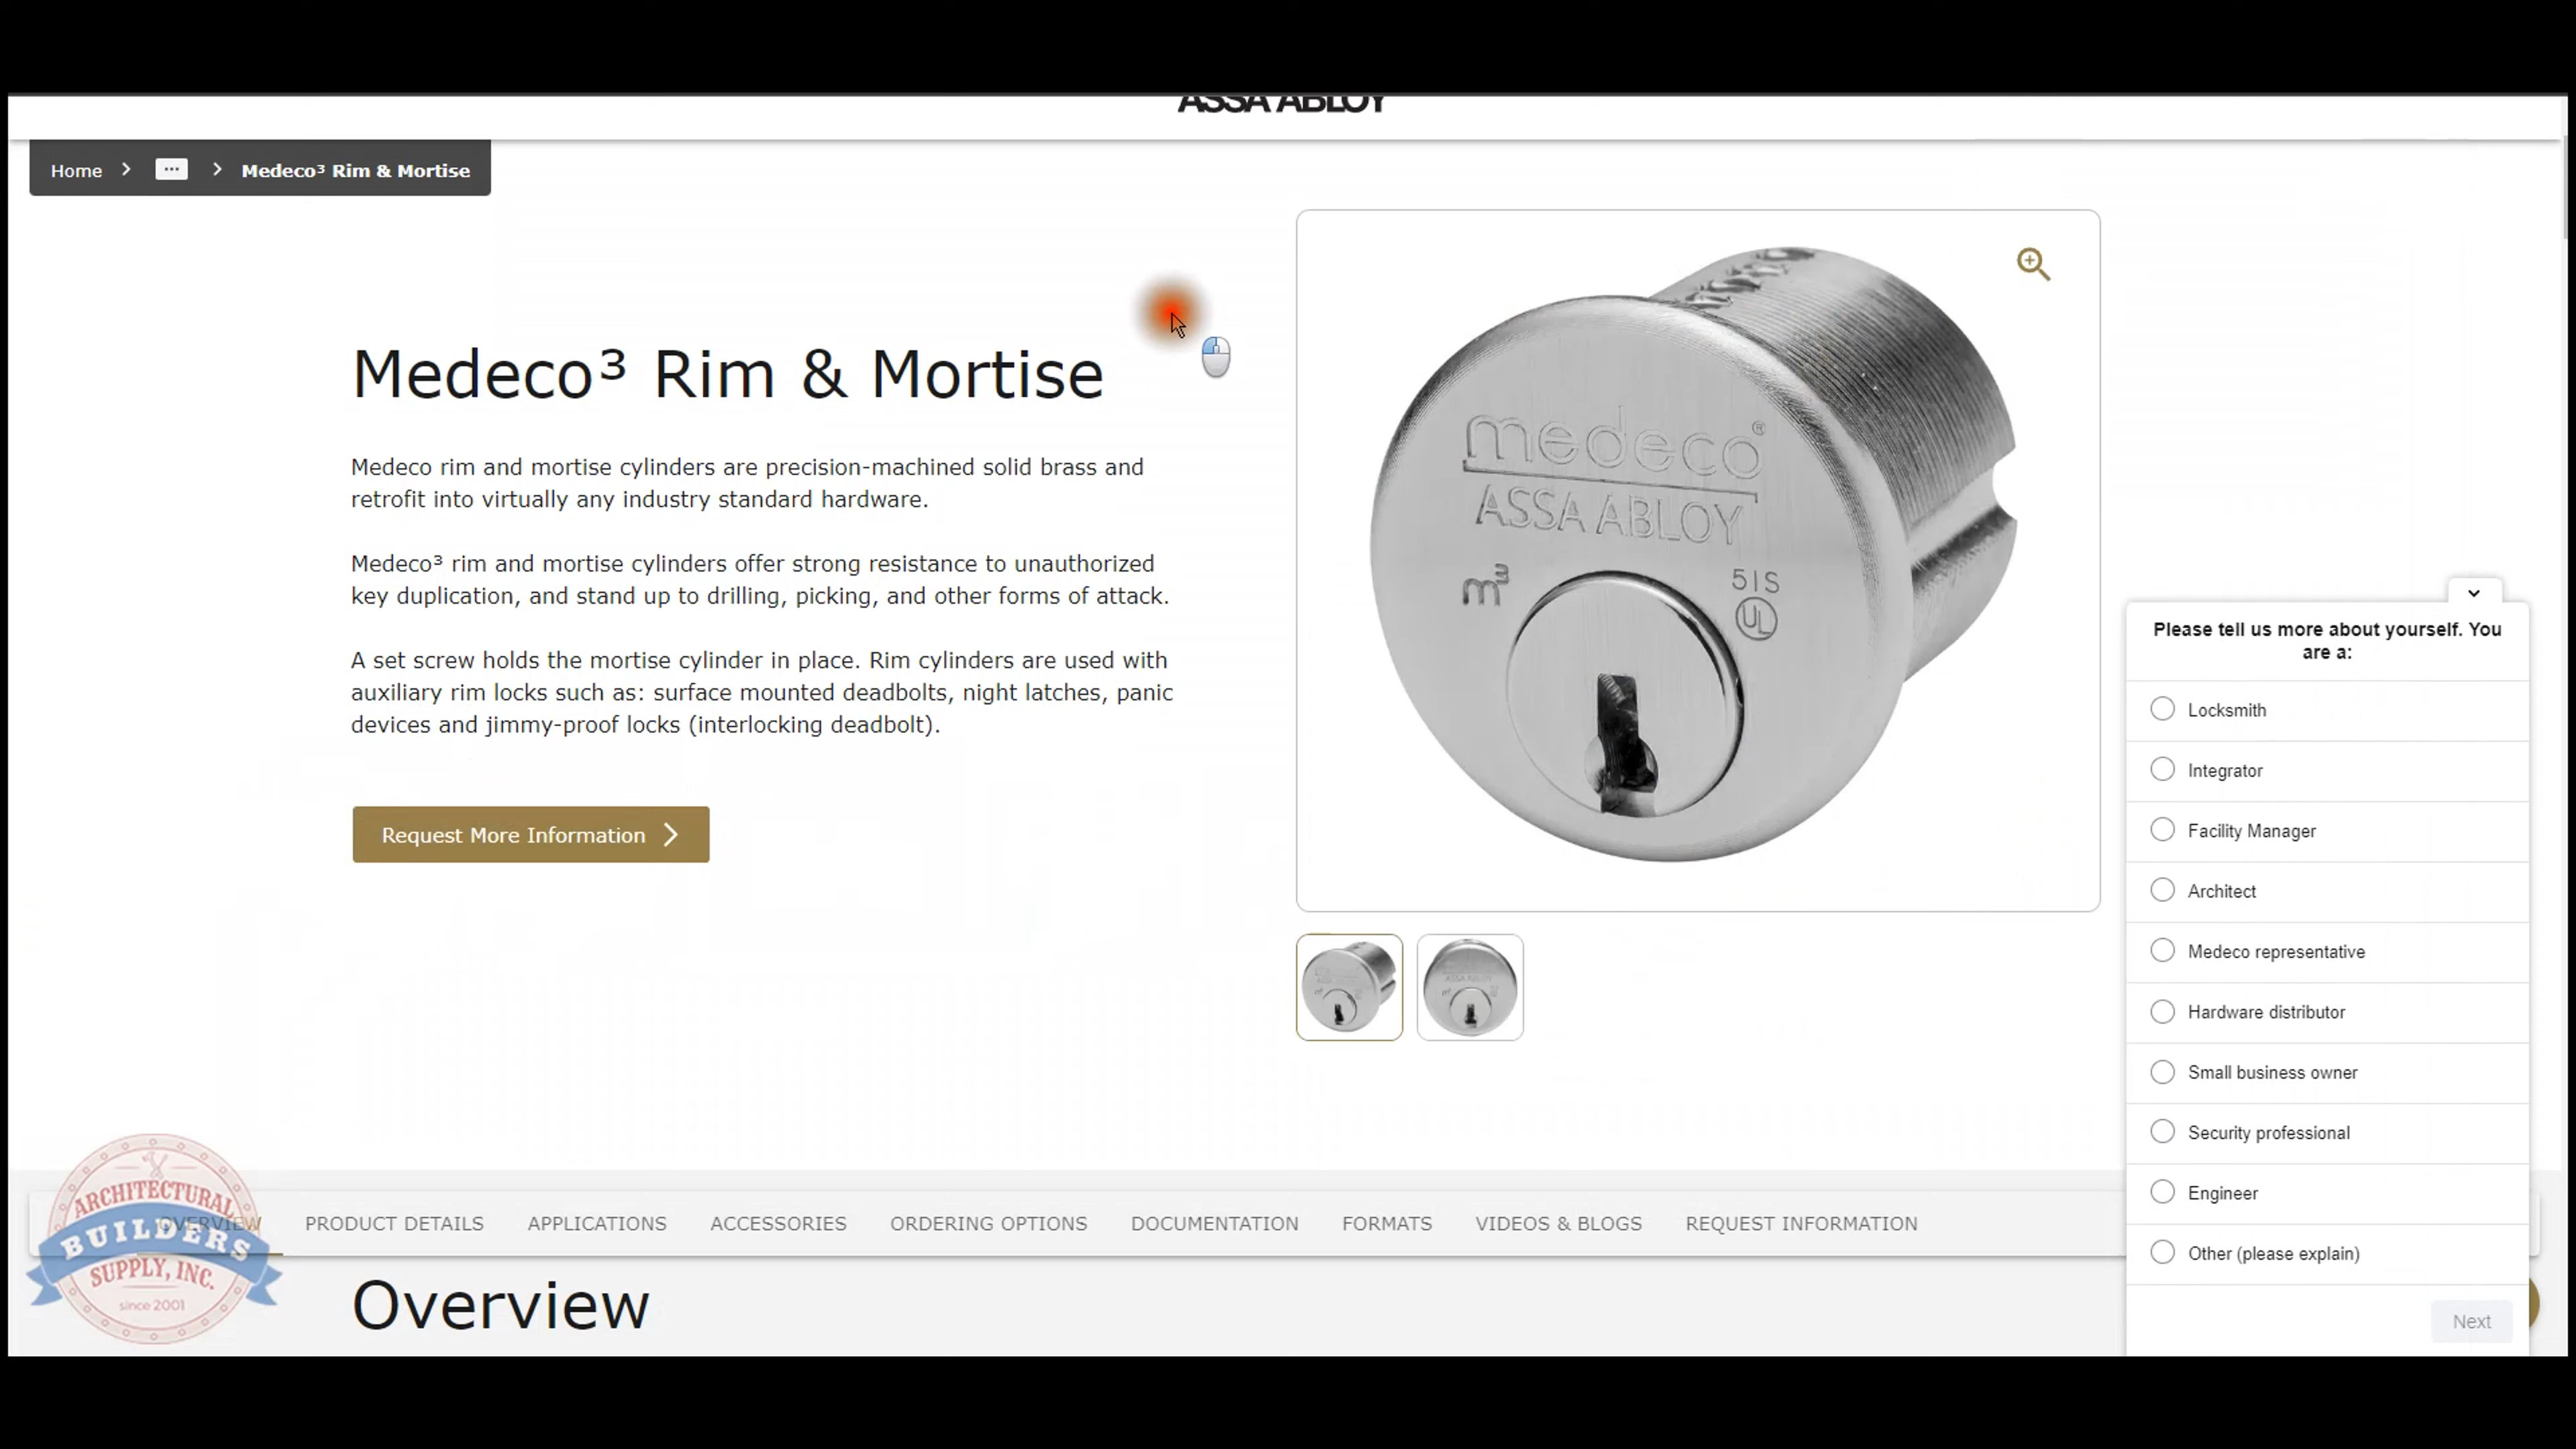 ASSA ABLOY
Home
Medeco³ Rim & Mortise
Medeco³ Rim & Mortise
Medeco rim and mortise cylinders are precision-machined solid brass and
retrofit into virtually any industry standard hardware.
Medeco³ rim and mortise cylinders offer strong resistance to unauthorized
key duplication, and stand up to drilling, picking, and other forms of attack.
A set screw holds the mortise cylinder in place. Rim cylinders are used with
auxiliary rim locks such as: surface mounted deadbolts, night latches, panic
devices and jimmy-proof locks (interlocking deadbolt).
Request More Information
medeco®
ASSA ABLOY
m³
51S
UL
Please tell us more about yourself. You
are a:
Locksmith
Integrator
Facility Manager
Architect
Medeco representative
Hardware distributor
Small business owner
Security professional
Engineer
Other (please explain)
Next
OVERVIEW
PRODUCT DETAILS
APPLICATIONS
ACCESSORIES
ORDERING OPTIONS
DOCUMENTATION
FORMATS
VIDEOS & BLOGS
REQUEST INFORMATION
Overview
ARCHITECTURAL
BUILDERS
SUPPLY, INC.
since 2001